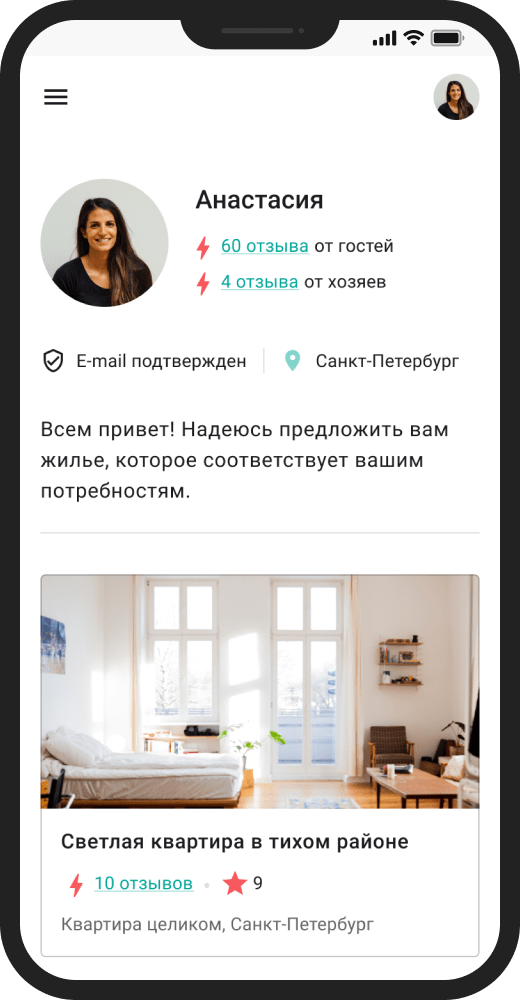 Анастасия
60 отзыва от гостей
4 отзыва от хозяев
E-mail подтвержден
Санкт-Петербург
Всем привет! Надеюсь предложить вам
жилье, которое соответствует вашим
потребностям.
Светлая квартира в тихом районе
10 отзывов • 9
Квартира целиком, Санкт-Петербург